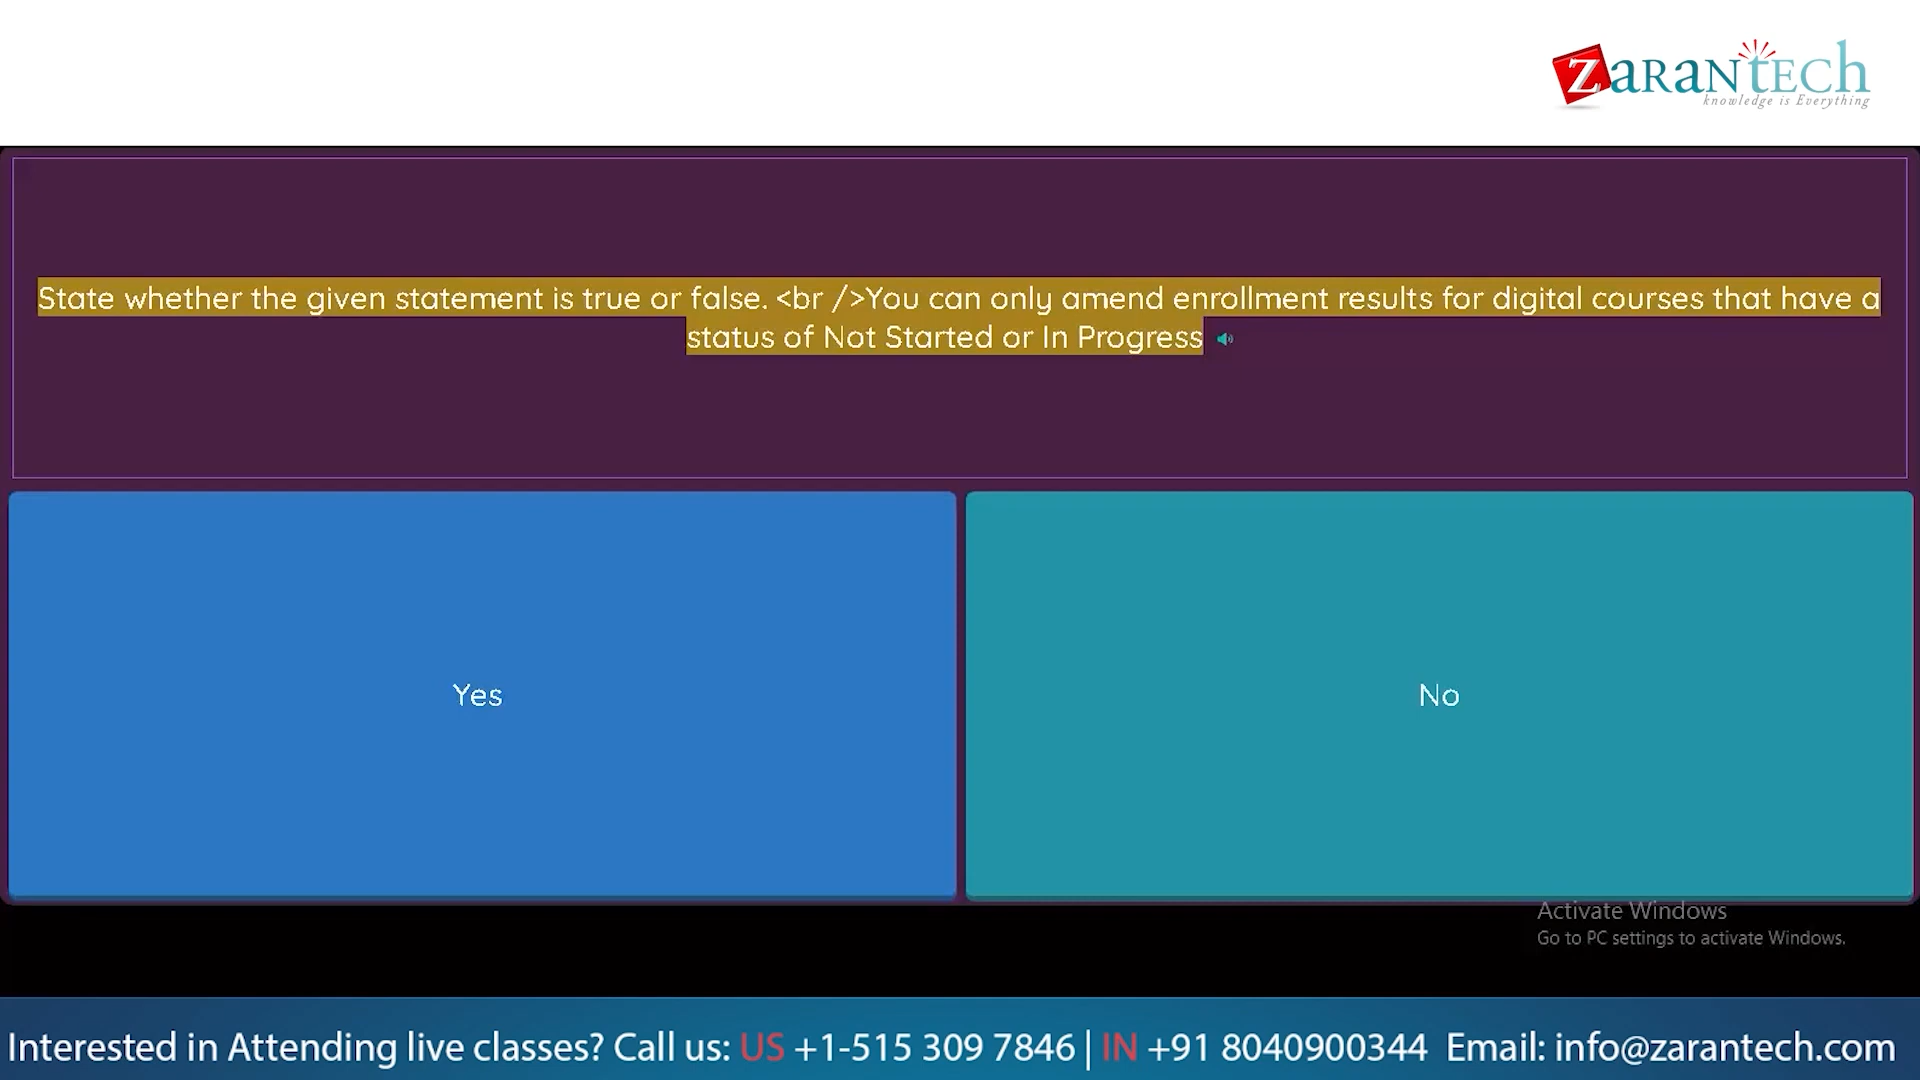 ZARANTECH
knowledge is Everything
State whether the given statement is true or false. <br />You can only amend enrollment results for digital courses that have a
status of Not Started or In Progress
Yes
No
Activate Windows
Go to PC settings to activate Windows.
Interested in Attending live classes? Call us: US +1-515 309 7846 | IN +91 8040900344 Email: info@zarantech.com